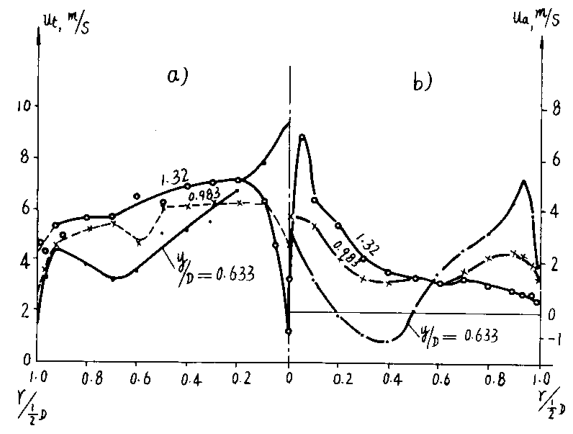 ut, m/s
ua, m/s
a)
b)
10
8
6
4
2
0
8
6
4
2
0
-1
1.32
0.983
y/D = 0.633
1.32
0.983
y/D = 0.633
1.0 0.8 0.6 0.4 0.2 0 0.2 0.4 0.6 0.8 1.0
r/½D
r/½D